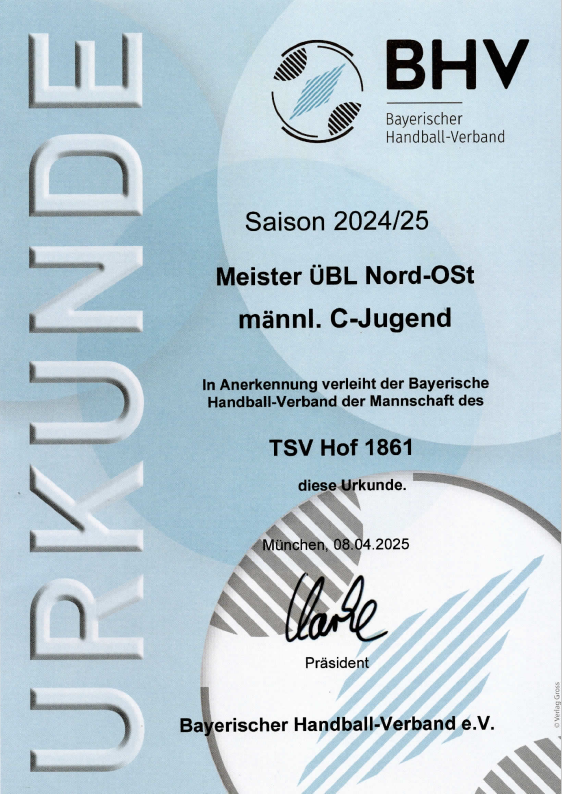 URKUNDE
BHV
Bayerischer
Handball-Verband
Saison 2024/25
Meister ÜBL Nord-OSt
männl. C-Jugend
In Anerkennung verleiht der Bayerische
Handball-Verband der Mannschaft des
TSV Hof 1861
diese Urkunde.
München, 08.04.2025
Präsident
Bayerischer Handball-Verband e.V.
© Verlag Gross